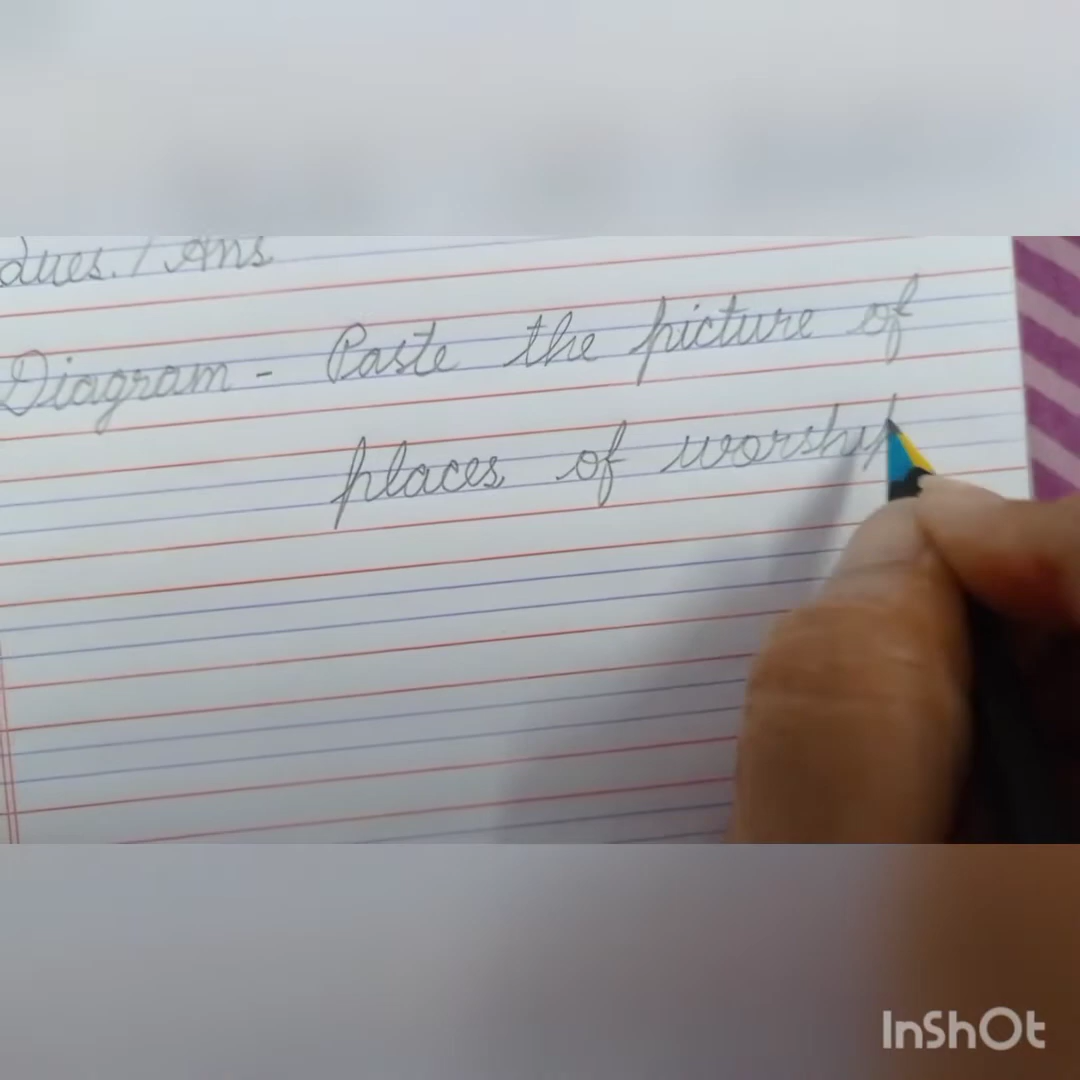 Ques./Ans
Diagram - Paste the picture of
places of worship
InShOt